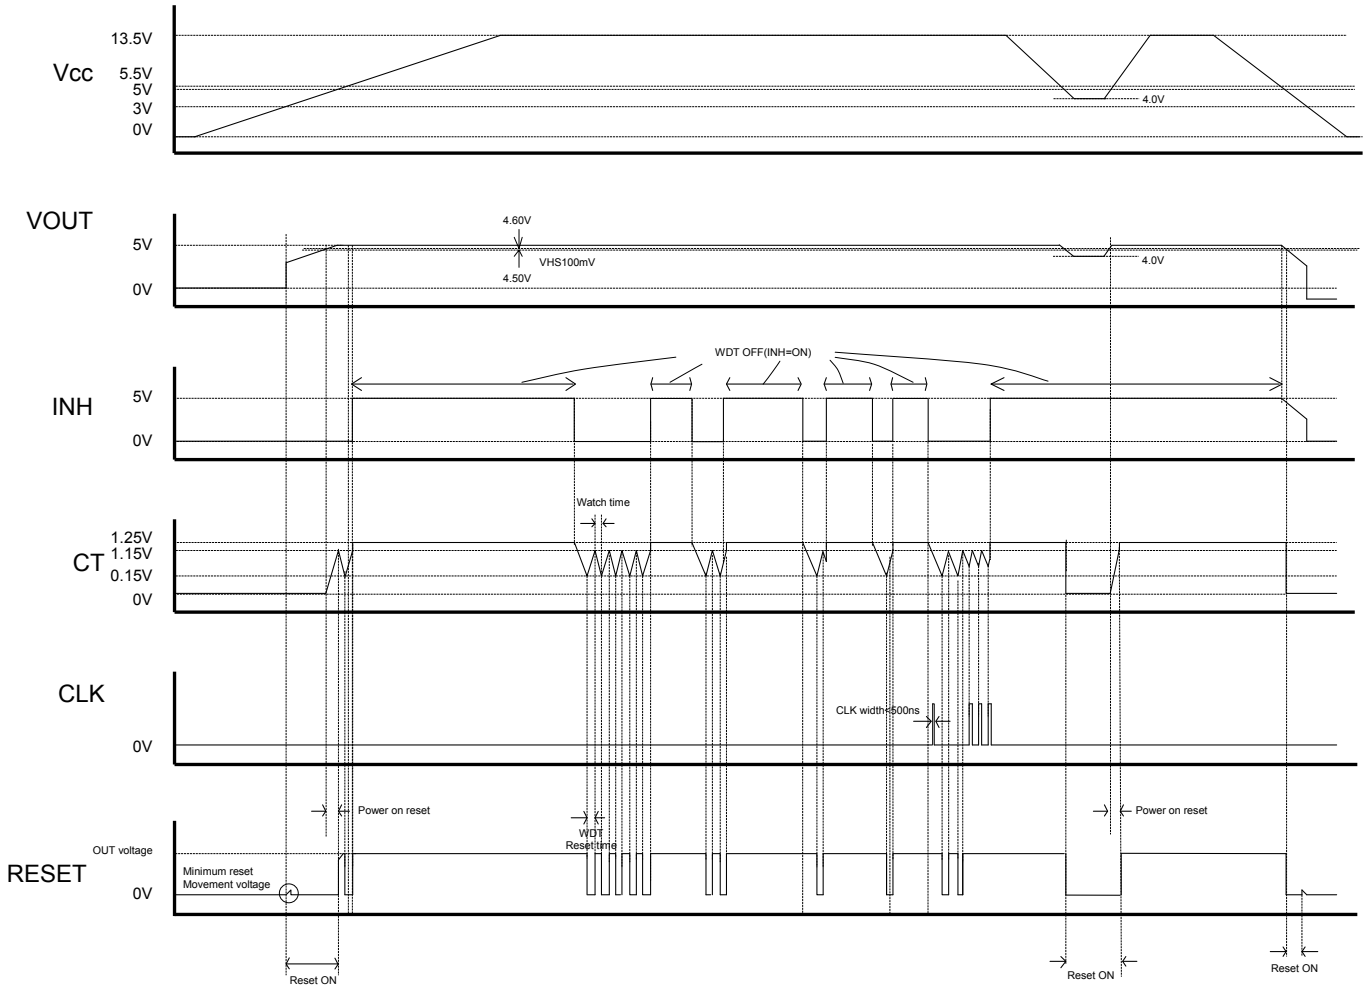 13.5V
Vcc
5.5V
5V
3V
4.0V
0V
VOUT
4.60V
5V
VHS100mV
4.0V
4.50V
0V
WDT OFF(INH=ON)
INH
5V
0V
Watch time
1.25V
1.15V
CT
0.15V
0V
CLK
CLK width<500ns
0V
Power on reset
Power on reset
WDT
Reset time
OUT voltage
RESET
Minimum reset
Movement voltage
0V
Reset ON
Reset ON
Reset ON